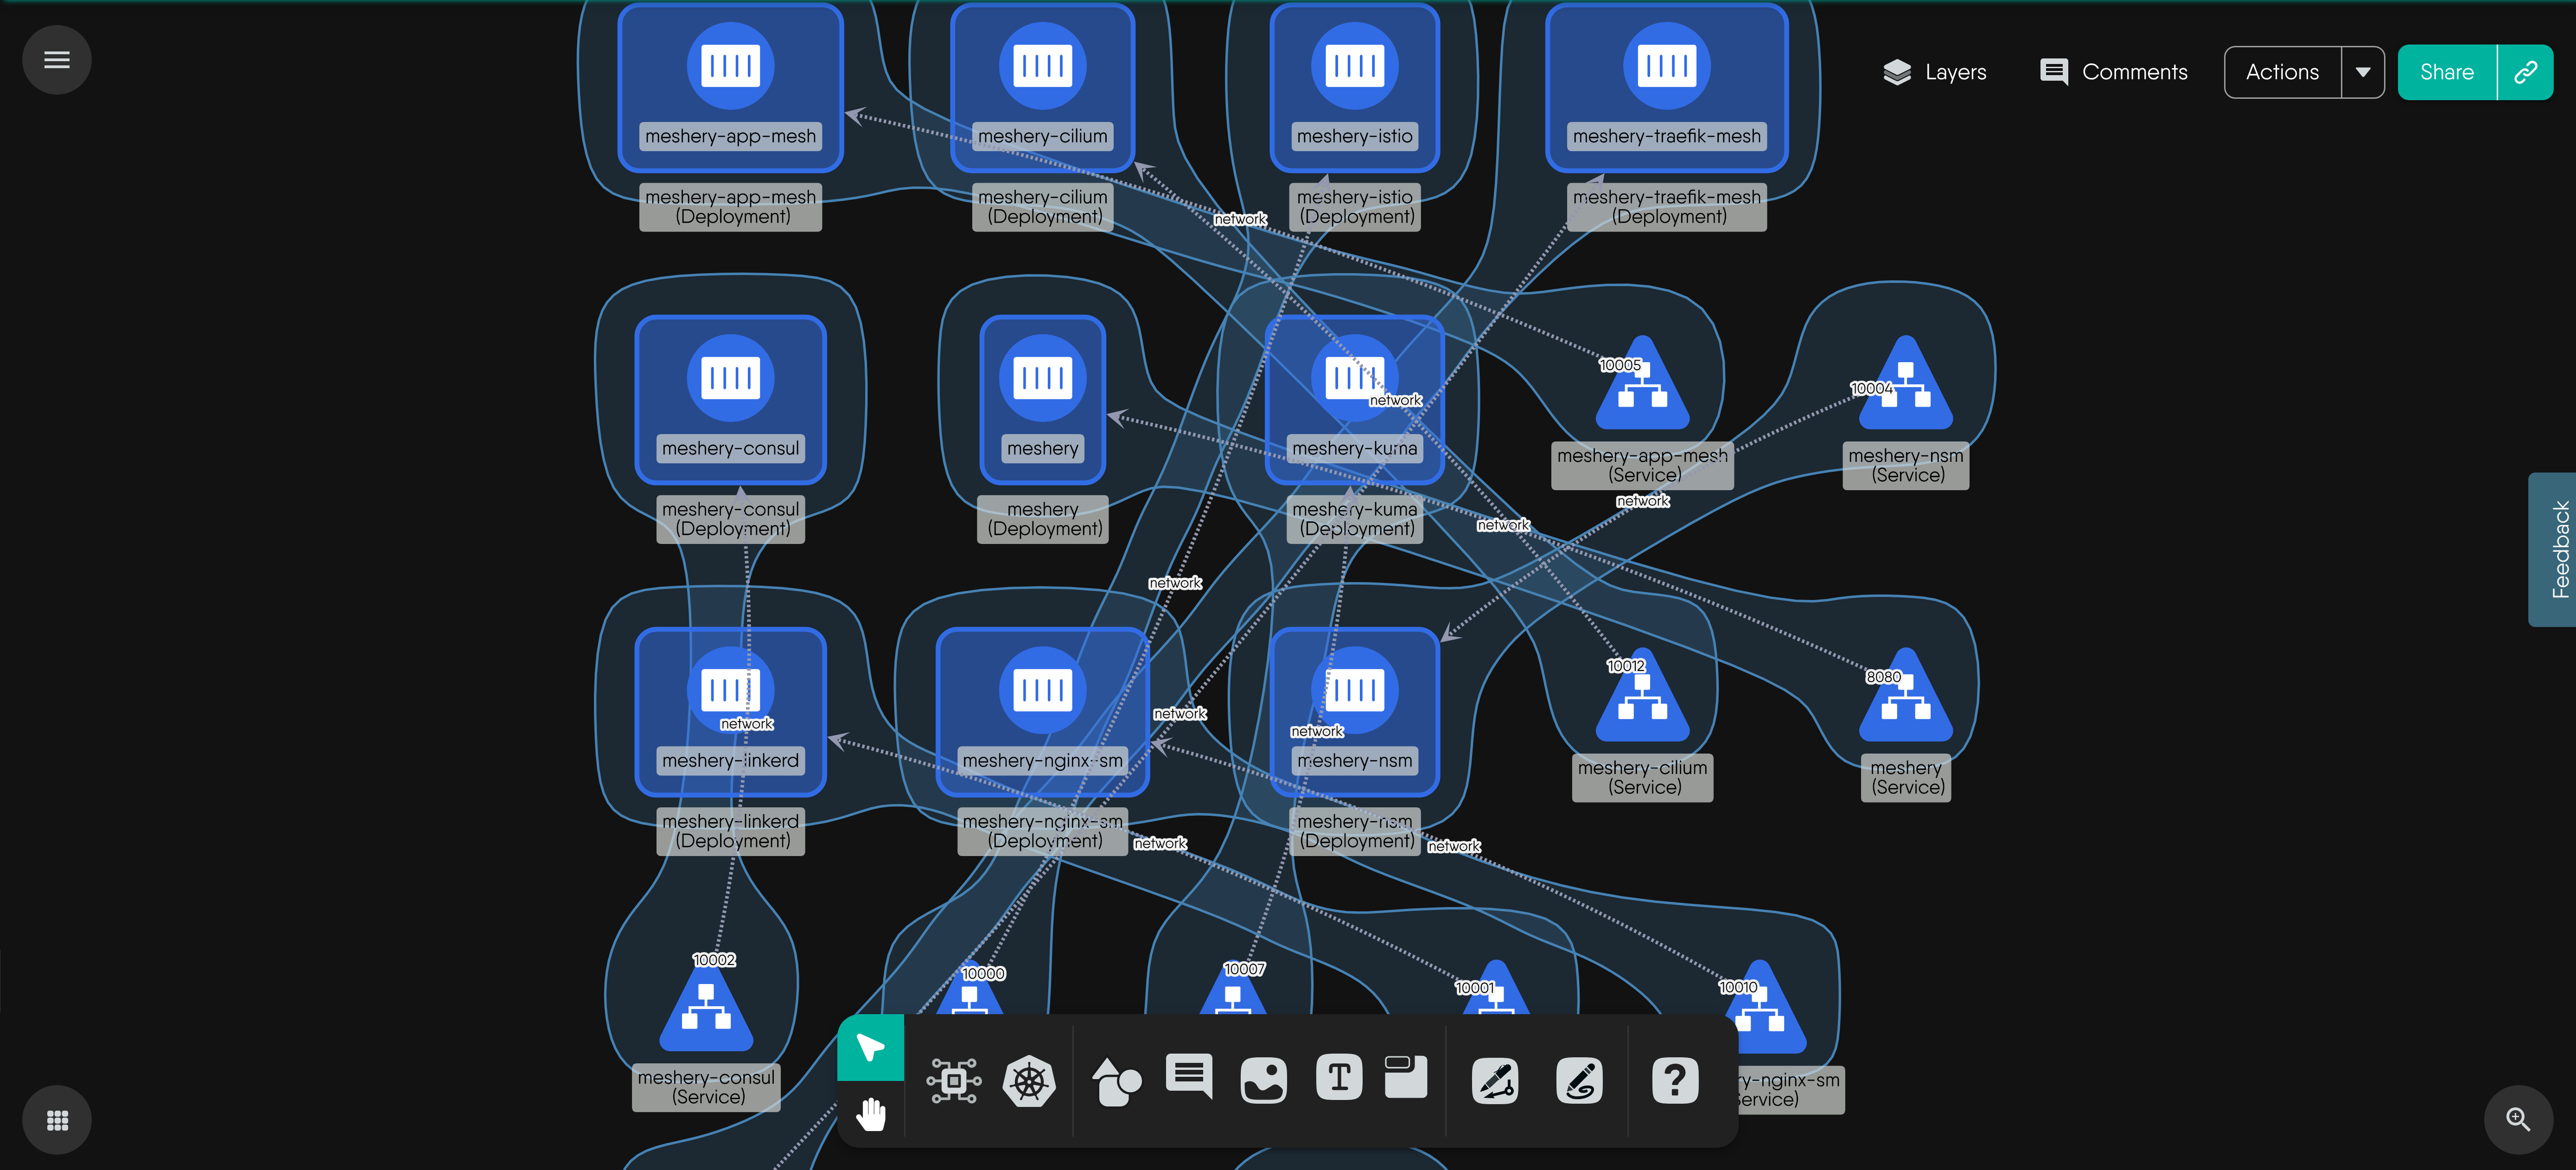 meshery-app-mesh
meshery-cilium
meshery-istio
meshery-traefik-mesh
Layers
Comments
Actions
Share
meshery-app-mesh
(Deployment)
meshery-cilium
(Deployment)
meshery-istio
(Deployment)
meshery-traefik-mesh
(Deployment)
network
10005
10004
network
meshery-consul
meshery
meshery-kuma
meshery-app-mesh
(Service)
meshery-nsm
(Service)
meshery-consul
(Deployment)
meshery
(Deployment)
meshery-kuma
(Deployment)
network
network
Feedback
network
10012
8080
network
network
network
meshery-linkerd
meshery-nginx-sm
meshery-nsm
meshery-cilium
(Service)
meshery
(Service)
meshery-linkerd
(Deployment)
meshery-nginx-sm
(Deployment)
meshery-nsm
(Deployment)
network
network
10002
10000
10007
10001
10010
meshery-consul
(Service)
ry-nginx-sm
ervice)
T
?